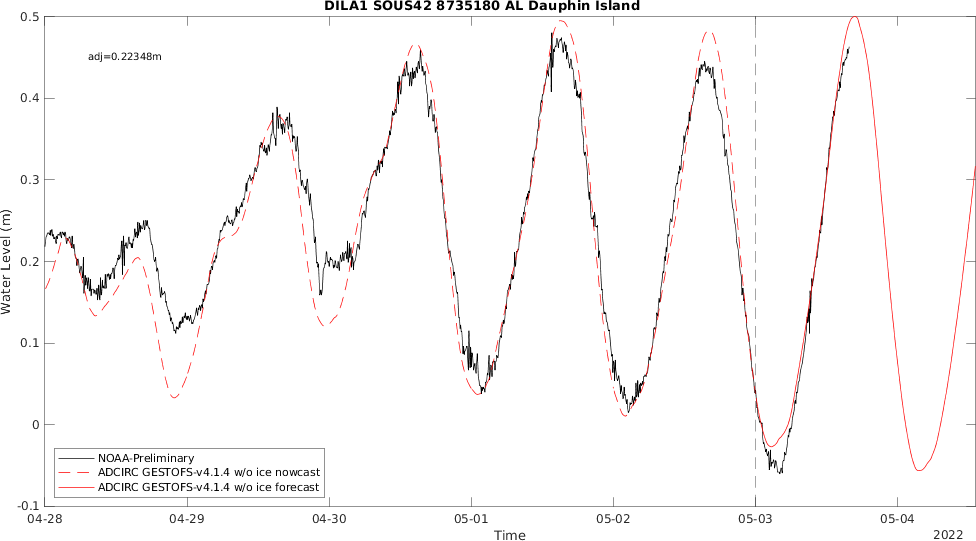 DILA1 SOUS42 8735180 AL Dauphin Island
adj=0.22348m
Water Level (m)
0.5
0.4
0.3
0.2
0.1
0
-0.1
NOAA-Preliminary
ADCIRC GESTOFS-v4.1.4 w/o ice nowcast
ADCIRC GESTOFS-v4.1.4 w/o ice forecast
04-28 04-29 04-30 05-01 05-02 05-03 05-04
Time
2022